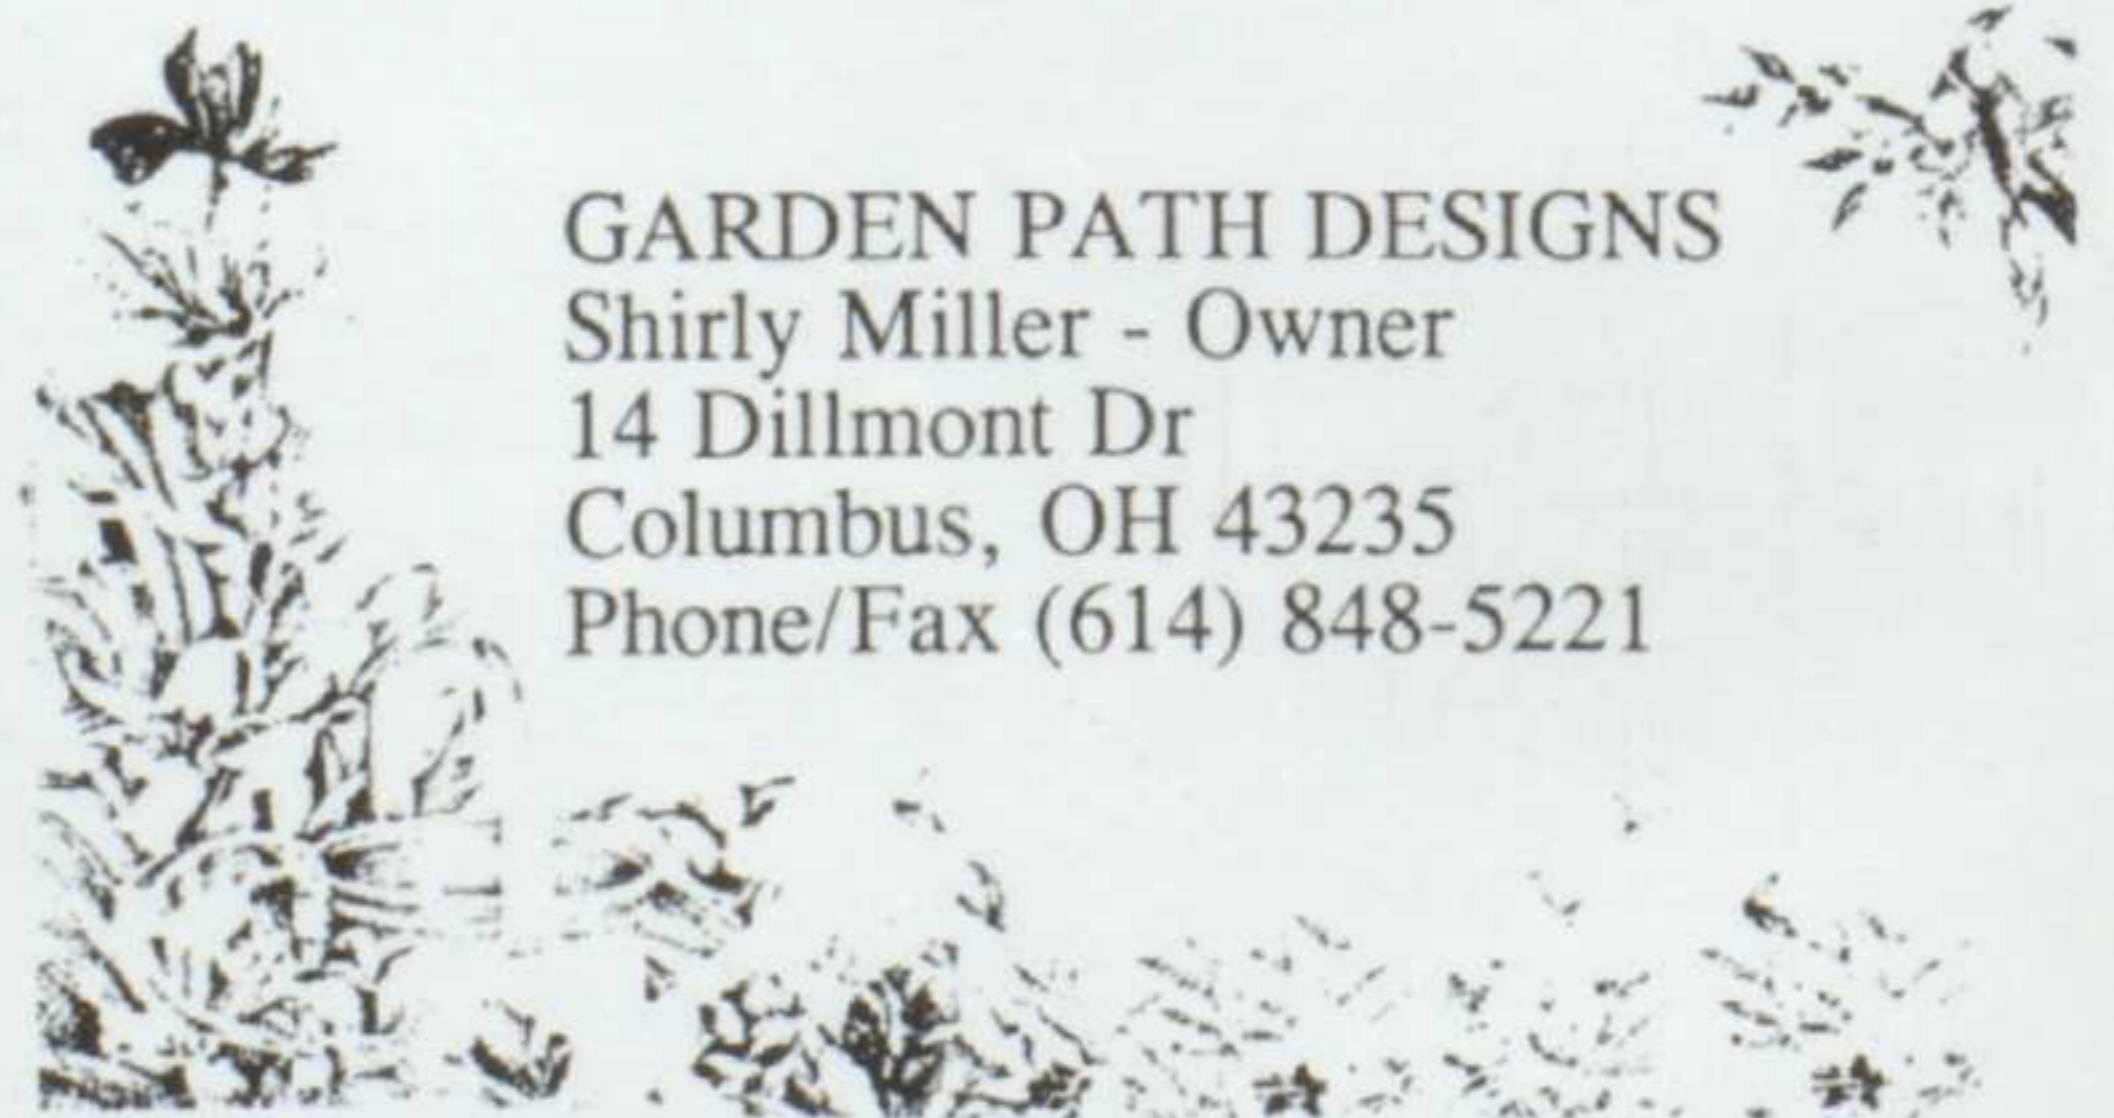 GARDEN PATH DESIGNS
Shirly Miller - Owner
14 Dillmont Dr
Columbus, OH 43235
Phone/Fax (614) 848-5221